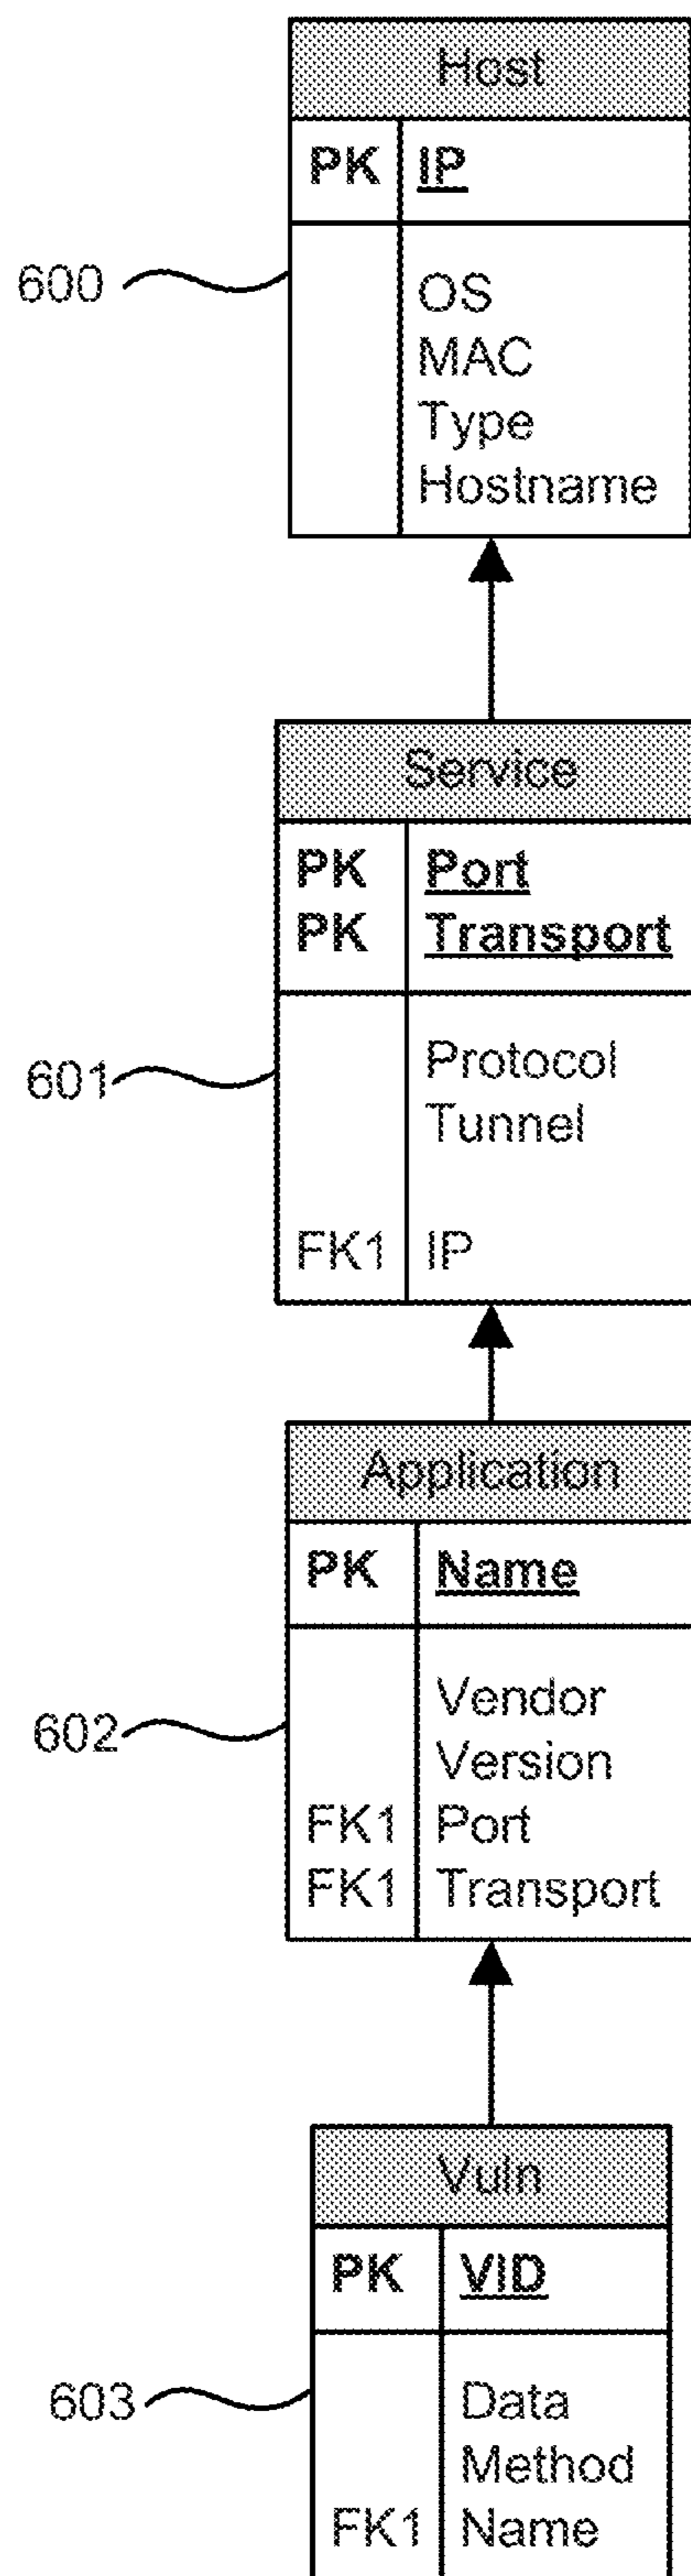 Host
PK IP
600
OS
MAC
Type
Hostname
Service
PK Port
PK Transport
601
Protocol
Tunnel
FK1 IP
Application
PK Name
602
Vendor
Version
FK1 Port
FK1 Transport
Vuln
PK VID
603
Data
Method
FK1 Name